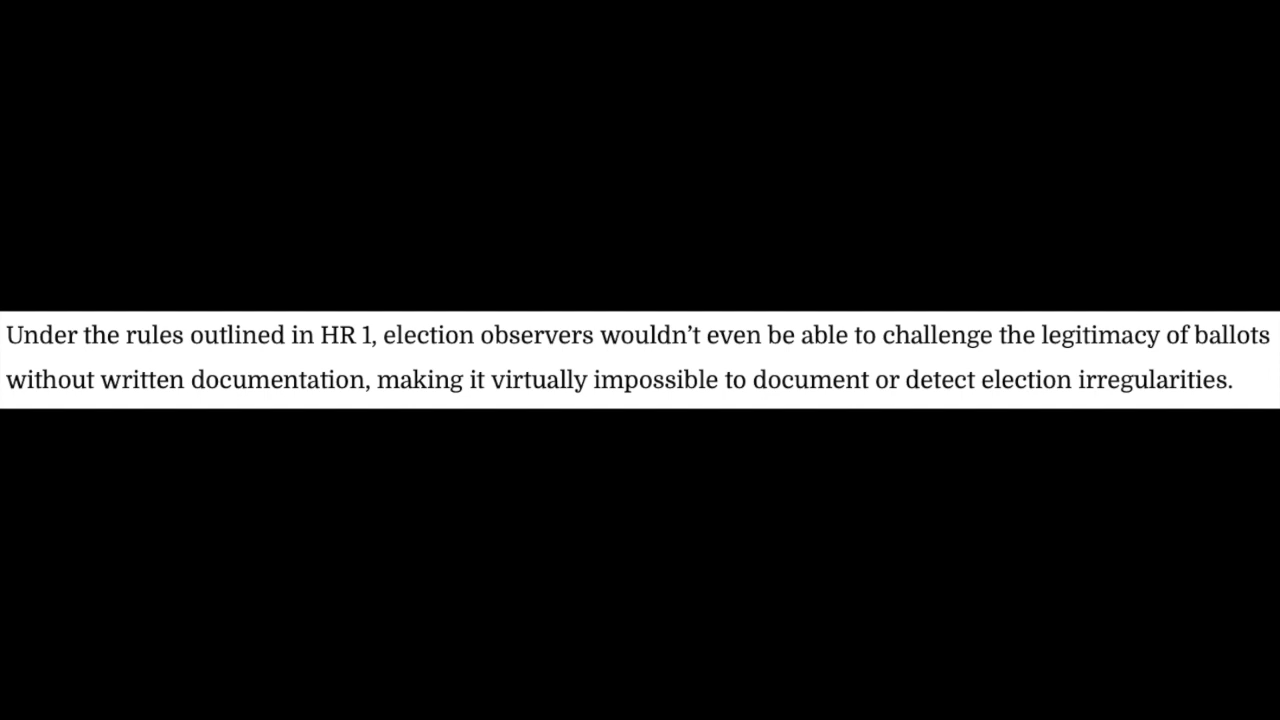 Under the rules outlined in HR 1, election observers wouldn’t even be able to challenge the legitimacy of ballots
without written documentation, making it virtually impossible to document or detect election irregularities.